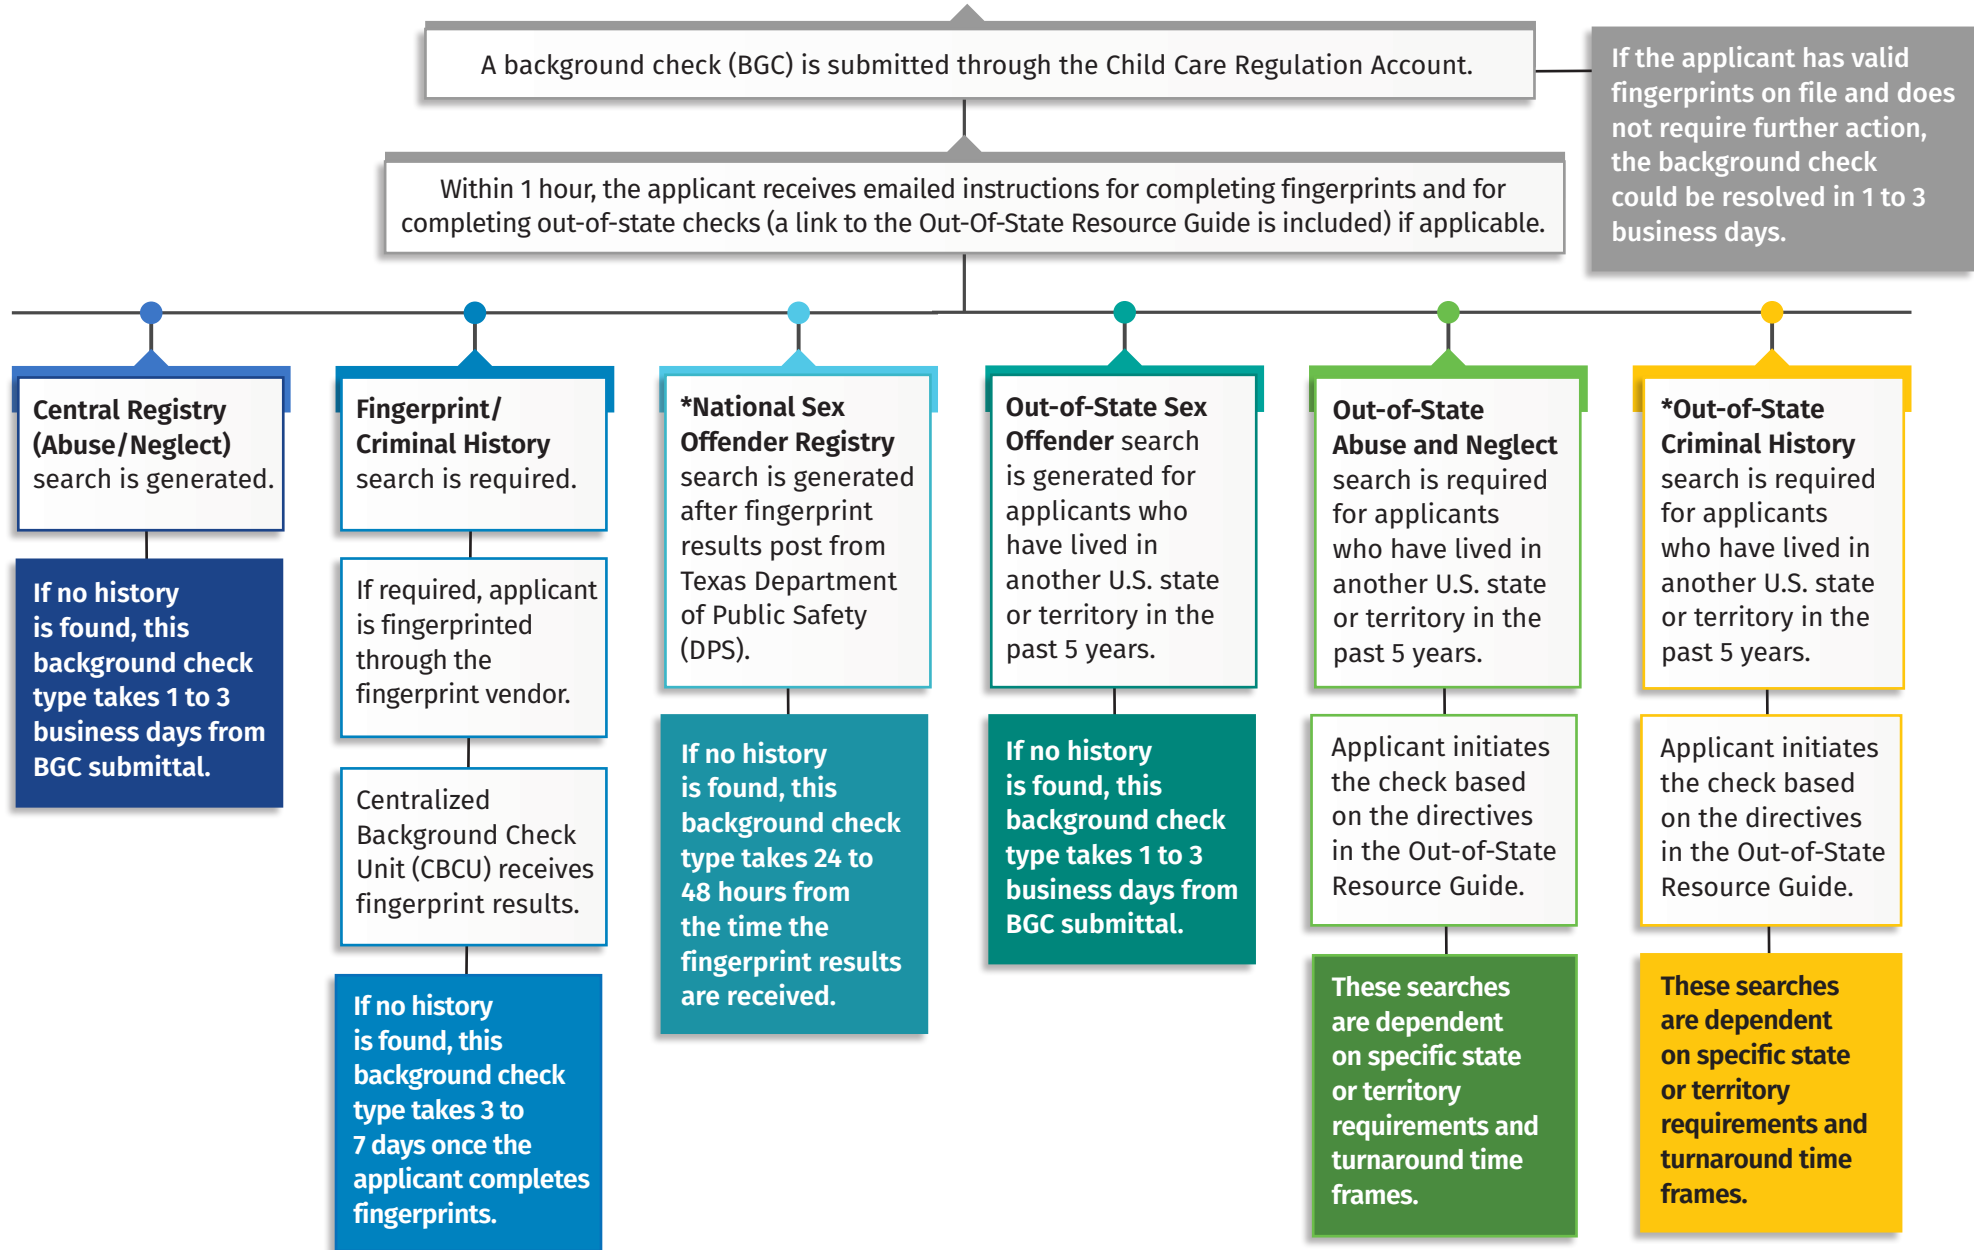 A background check (BGC) is submitted through the Child Care Regulation Account.
If the applicant has valid
fingerprints on file and does
not require further action,
the background check
could be resolved in 1 to 3
business days.
Within 1 hour, the applicant receives emailed instructions for completing fingerprints and for
completing out-of-state checks (a link to the Out-Of-State Resource Guide is included) if applicable.
Central Registry
(Abuse/Neglect)
search is generated.
If no history
is found, this
background check
type takes 1 to 3
business days from
BGC submittal.
Fingerprint/
Criminal History
search is required.
If required, applicant
is fingerprinted
through the
fingerprint vendor.
Centralized
Background Check
Unit (CBCU) receives
fingerprint results.
If no history
is found, this
background check
type takes 3 to
7 days once the
applicant completes
fingerprints.
*National Sex
Offender Registry
search is generated
after fingerprint
results post from
Texas Department
of Public Safety
(DPS).
If no history
is found, this
background check
type takes 24 to
48 hours from
the time the
fingerprint results
are received.
Out-of-State Sex
Offender search
is generated for
applicants who
have lived in
another U.S. state
or territory in the
past 5 years.
If no history
is found, this
background check
type takes 1 to 3
business days from
BGC submittal.
Out-of-State
Abuse and Neglect
search is required
for applicants
who have lived in
another U.S. state
or territory in the
past 5 years.
Applicant initiates
the check based
on the directives
in the Out-of-State
Resource Guide.
These searches
are dependent
on specific state
or territory
requirements and
turnaround time
frames.
*Out-of-State
Criminal History
search is required
for applicants
who have lived in
another U.S. state
or territory in the
past 5 years.
Applicant initiates
the check based
on the directives
in the Out-of-State
Resource Guide.
These searches
are dependent
on specific state
or territory
requirements and
turnaround time
frames.